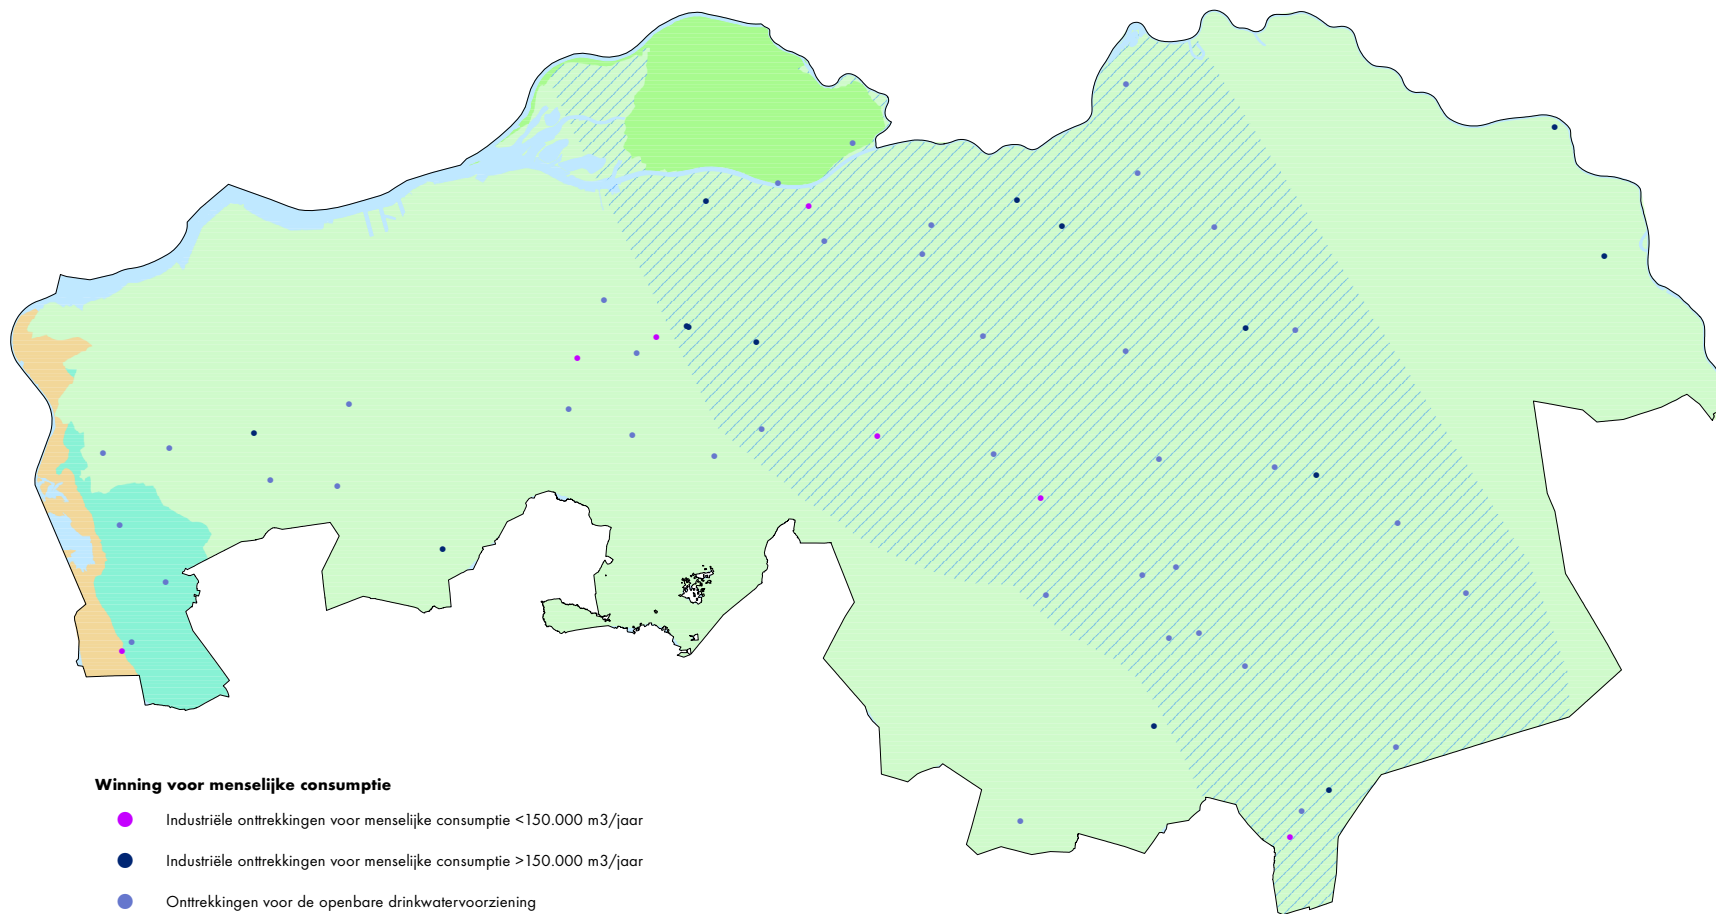 Winning voor menselijke consumptie
Industriële onttrekkingen voor menselijke consumptie <150.000 m3/jaar
Industriële onttrekkingen voor menselijke consumptie >150.000 m3/jaar
Onttrekkingen voor de openbare drinkwatervoorziening